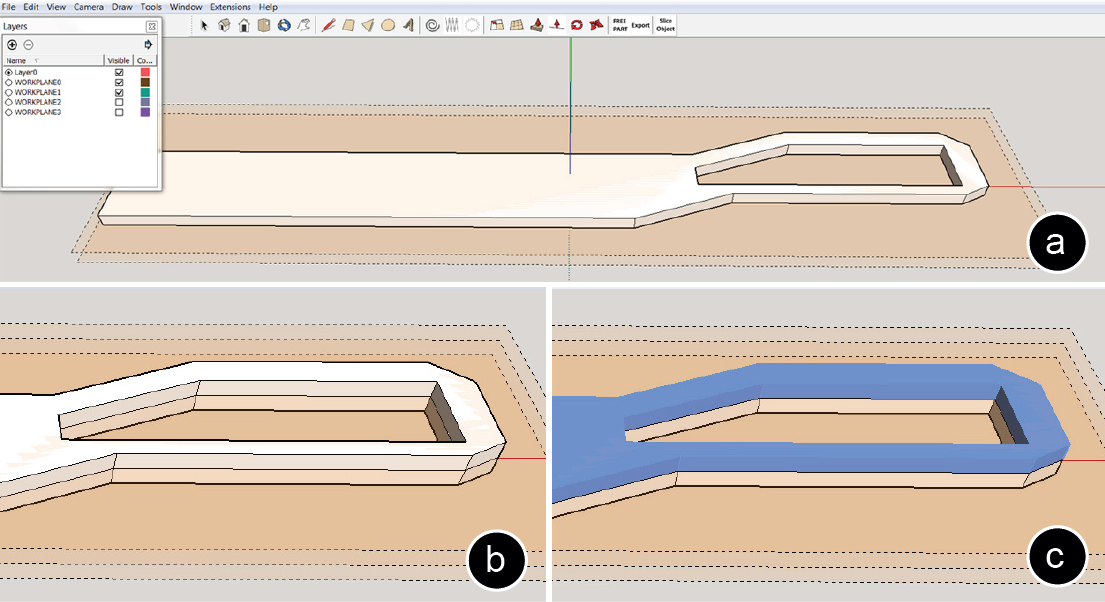 File Edit View Camera Draw Tools Window Extensions Help
Layers
FREE PART Export Slice Object
Name Visible Co...
Layer0
WORKPLANE0
WORKPLANE1
WORKPLANE2
WORKPLANE3
a
b
c